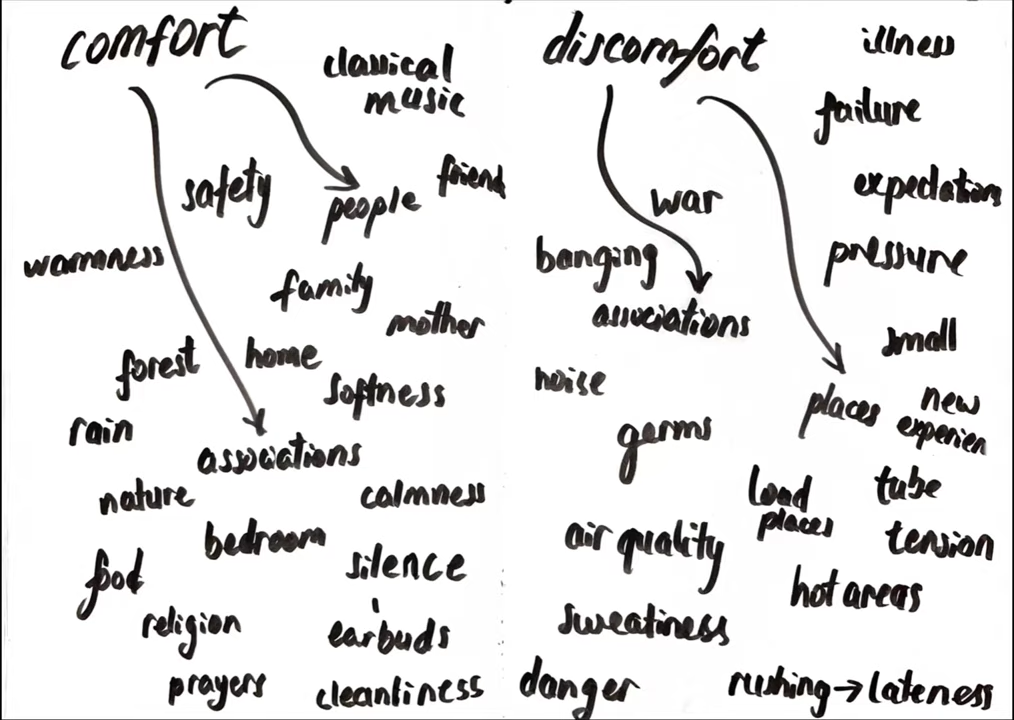 comfort
classical
music
safety
people
friend
warmness
family
mother
forest
home
softness
rain
associations
nature
calmness
bedroom
food
silence
religion
earbuds
prayers
cleanliness
discomfort
illness
failure
war
expectations
banging
pressure
associations
small
noise
places
new
experien
germs
loud
places
tube
air quality
tension
hot areas
sweatiness
danger
rushing → lateness